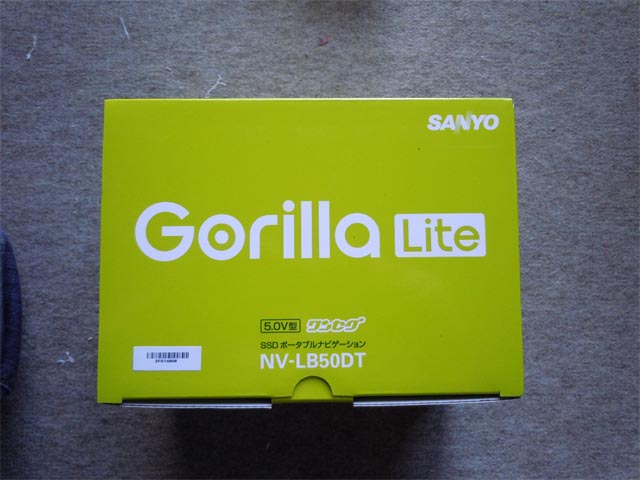 SANYO
Gorilla Lite
5.0V型 ワンセグ
SSD ポータブルナビゲーション
NV-LB50DT